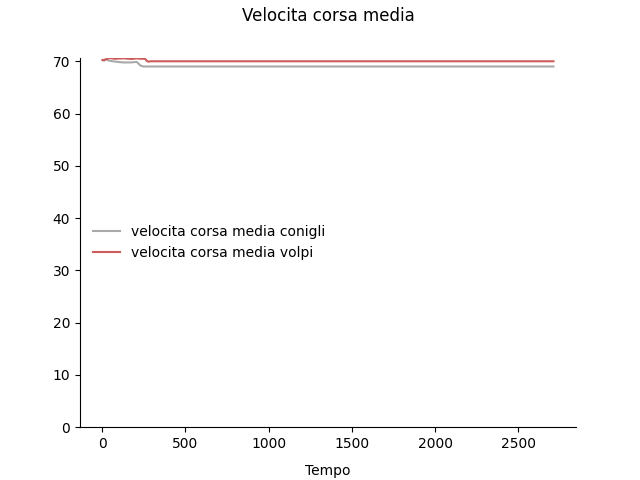 Velocita corsa media
70
60
50
40
velocita corsa media conigli
velocita corsa media volpi
30
20
10
0
0 500 1000 1500 2000 2500
Tempo